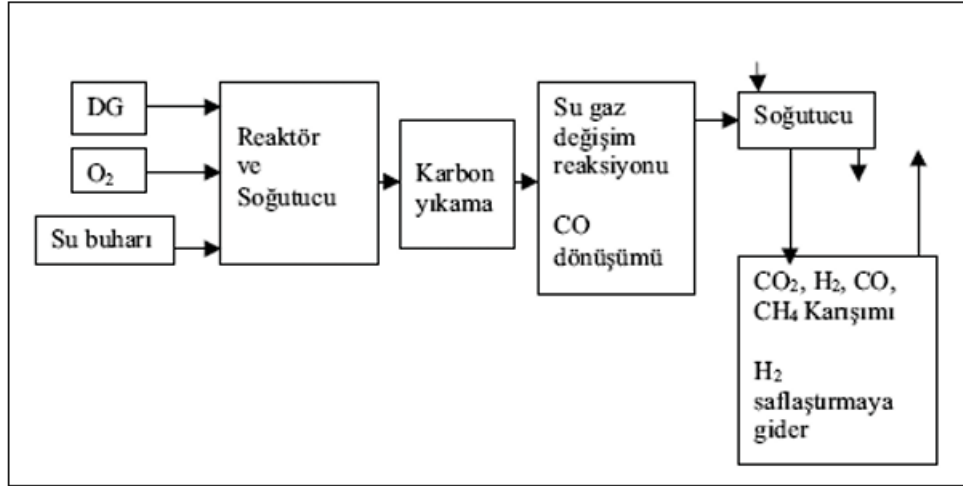 DG
O₂
Su buharı
Reaktör
ve
Soğutucu
Karbon
yıkama
Su gaz
değişim
reaksiyonu
CO
dönüşümü
Soğutucu
CO₂, H₂, CO,
CH₄ Karışımı
H₂
saflaştırmaya
gider